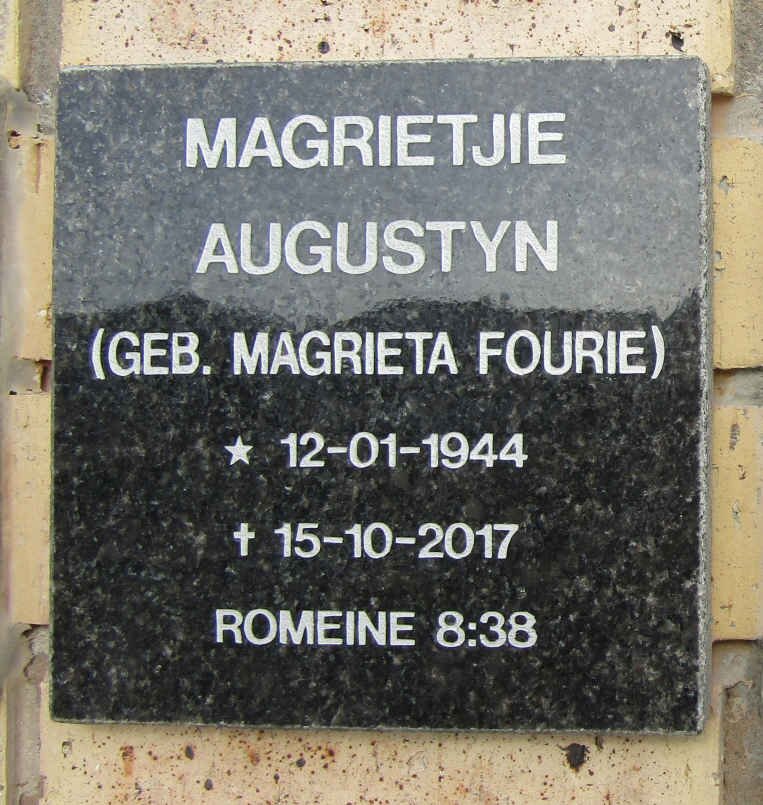 MAGRIETJIE
AUGUSTYN
(GEB. MAGRIETA FOURIE)
★ 12-01-1944
✝ 15-10-2017
ROMEINE 8:38